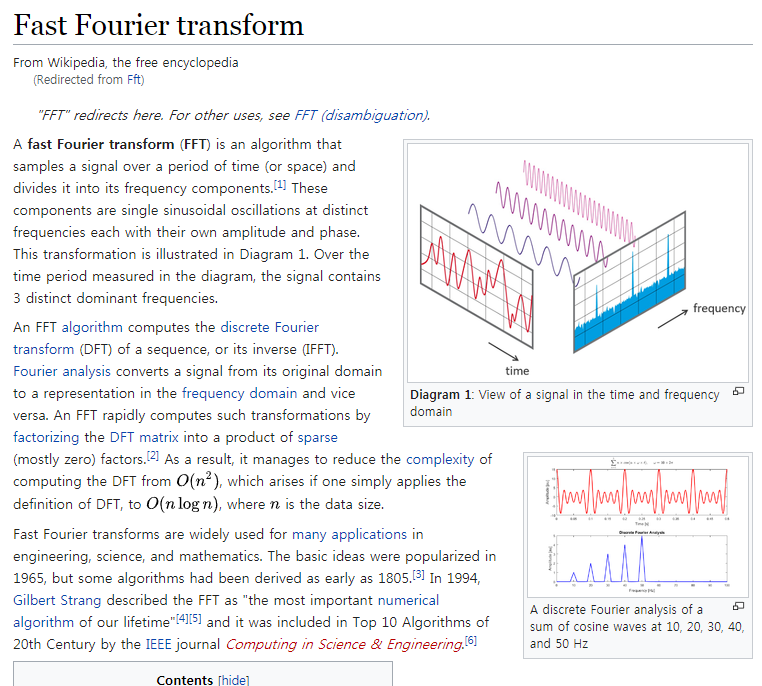 Fast Fourier transform
From Wikipedia, the free encyclopedia
(Redirected from Fft)
"FFT" redirects here. For other uses, see FFT (disambiguation).
A fast Fourier transform (FFT) is an algorithm that
samples a signal over a period of time (or space) and
divides it into its frequency components.[1] These
components are single sinusoidal oscillations at distinct
frequencies each with their own amplitude and phase.
This transformation is illustrated in Diagram 1. Over the
time period measured in the diagram, the signal contains
3 distinct dominant frequencies.
An FFT algorithm computes the discrete Fourier
transform (DFT) of a sequence, or its inverse (IFFT).
Fourier analysis converts a signal from its original domain
to a representation in the frequency domain and vice
versa. An FFT rapidly computes such transformations by
factorizing the DFT matrix into a product of sparse
(mostly zero) factors.[2] As a result, it manages to reduce the complexity of
computing the DFT from O(n²), which arises if one simply applies the
definition of DFT, to O(n log n), where n is the data size.
Fast Fourier transforms are widely used for many applications in
engineering, science, and mathematics. The basic ideas were popularized in
1965, but some algorithms had been derived as early as 1805.[3] In 1994,
Gilbert Strang described the FFT as "the most important numerical
algorithm of our lifetime"[4][5] and it was included in Top 10 Algorithms of
20th Century by the IEEE journal Computing in Science & Engineering.[6]
Contents [hide]
frequency
time
Diagram 1: View of a signal in the time and frequency
domain
Time (s)
Discrete Fourier Analysis
Frequency (Hz)
A discrete Fourier analysis of a
sum of cosine waves at 10, 20, 30, 40,
and 50 Hz